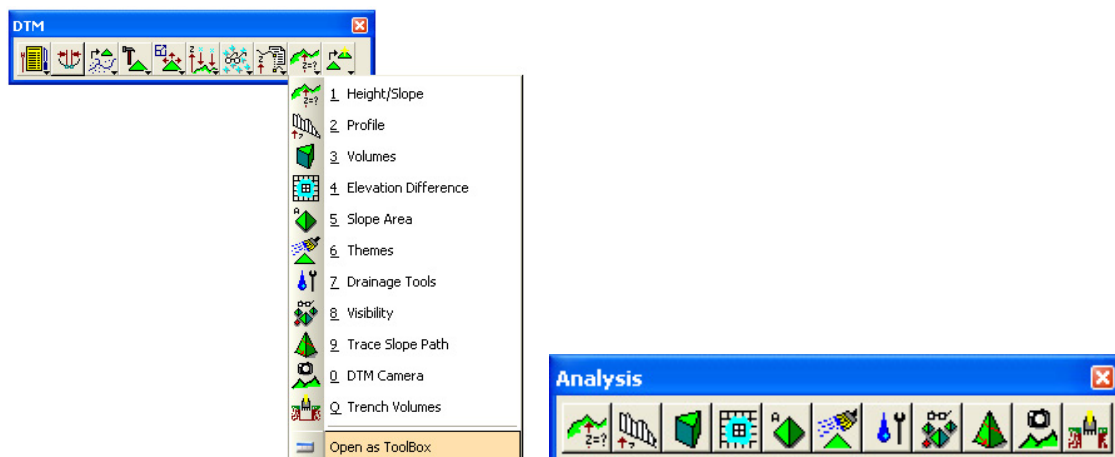 DTM
1 Height/Slope
2 Profile
3 Volumes
4 Elevation Difference
5 Slope Area
6 Themes
7 Drainage Tools
8 Visibility
9 Trace Slope Path
0 DTM Camera
Q Trench Volumes
Open as ToolBox
Analysis